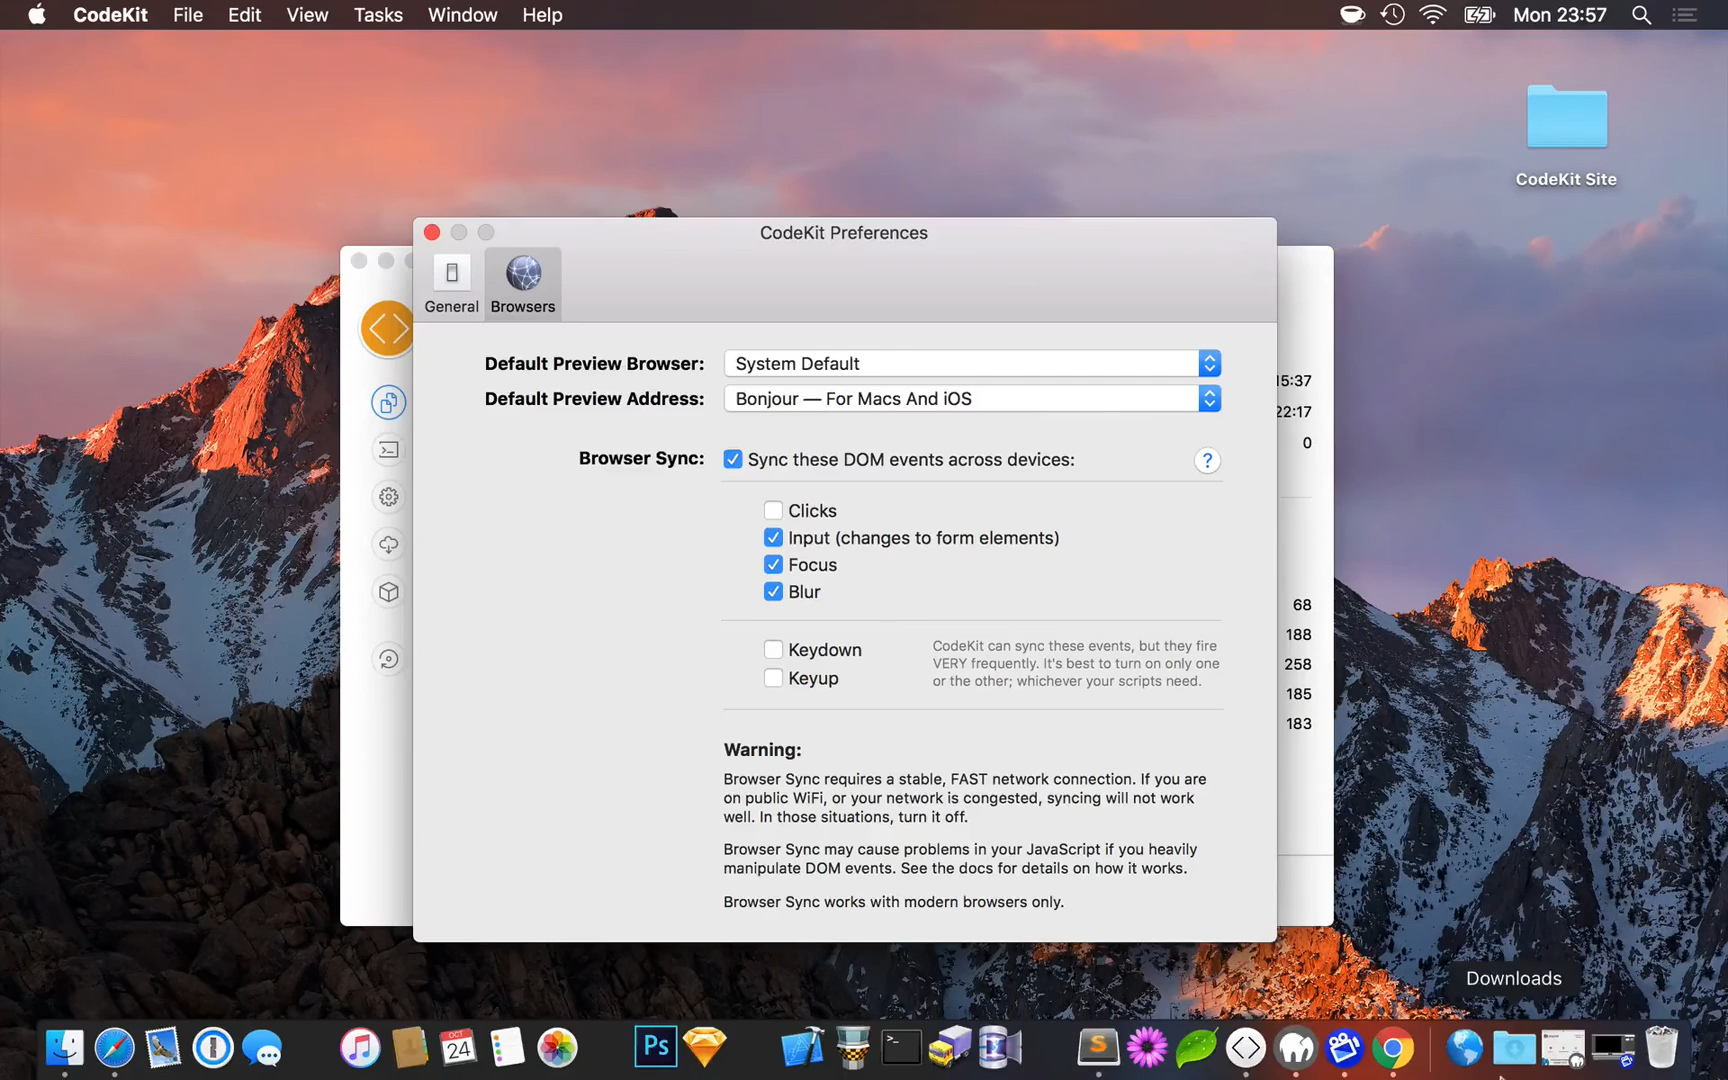 CodeKit File Edit View Tasks Window Help Mon 23:57
CodeKit Site
CodeKit Preferences
General Browsers
Default Preview Browser: System Default
Default Preview Address: Bonjour — For Macs And iOS
Browser Sync: Sync these DOM events across devices: ?
Clicks
Input (changes to form elements)
Focus
Blur
Keydown
Keyup
CodeKit can sync these events, but they fire
VERY frequently. It's best to turn on only one
or the other; whichever your scripts need.
Warning:
Browser Sync requires a stable, FAST network connection. If you are
on public WiFi, or your network is congested, syncing will not work
well. In those situations, turn it off.
Browser Sync may cause problems in your JavaScript if you heavily
manipulate DOM events. See the docs for details on how it works.
Browser Sync works with modern browsers only.
15:37
22:17
0
68
188
258
185
183
Downloads
OCT
24
Ps
S